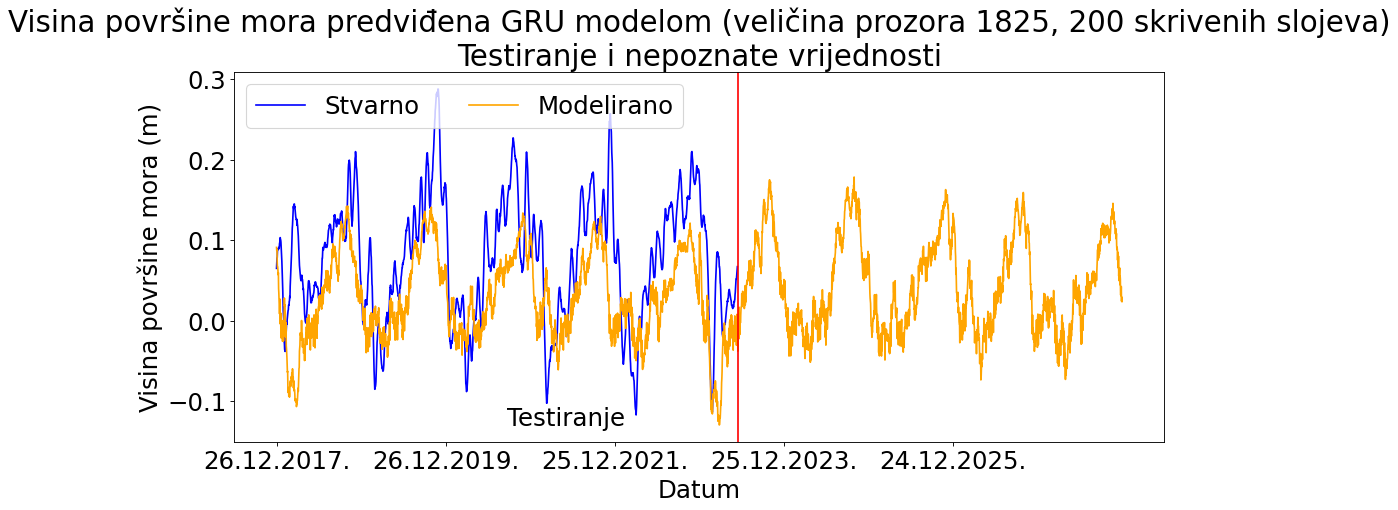 Visina površine mora predviđena GRU modelom (veličina prozora 1825, 200 skrivenih slojeva)
Testiranje i nepoznate vrijednosti
Stvarno Modelirano
Visina površine mora (m)
0.3
0.2
0.1
0.0
−0.1
Testiranje
26.12.2017. 26.12.2019. 25.12.2021. 25.12.2023. 24.12.2025.
Datum